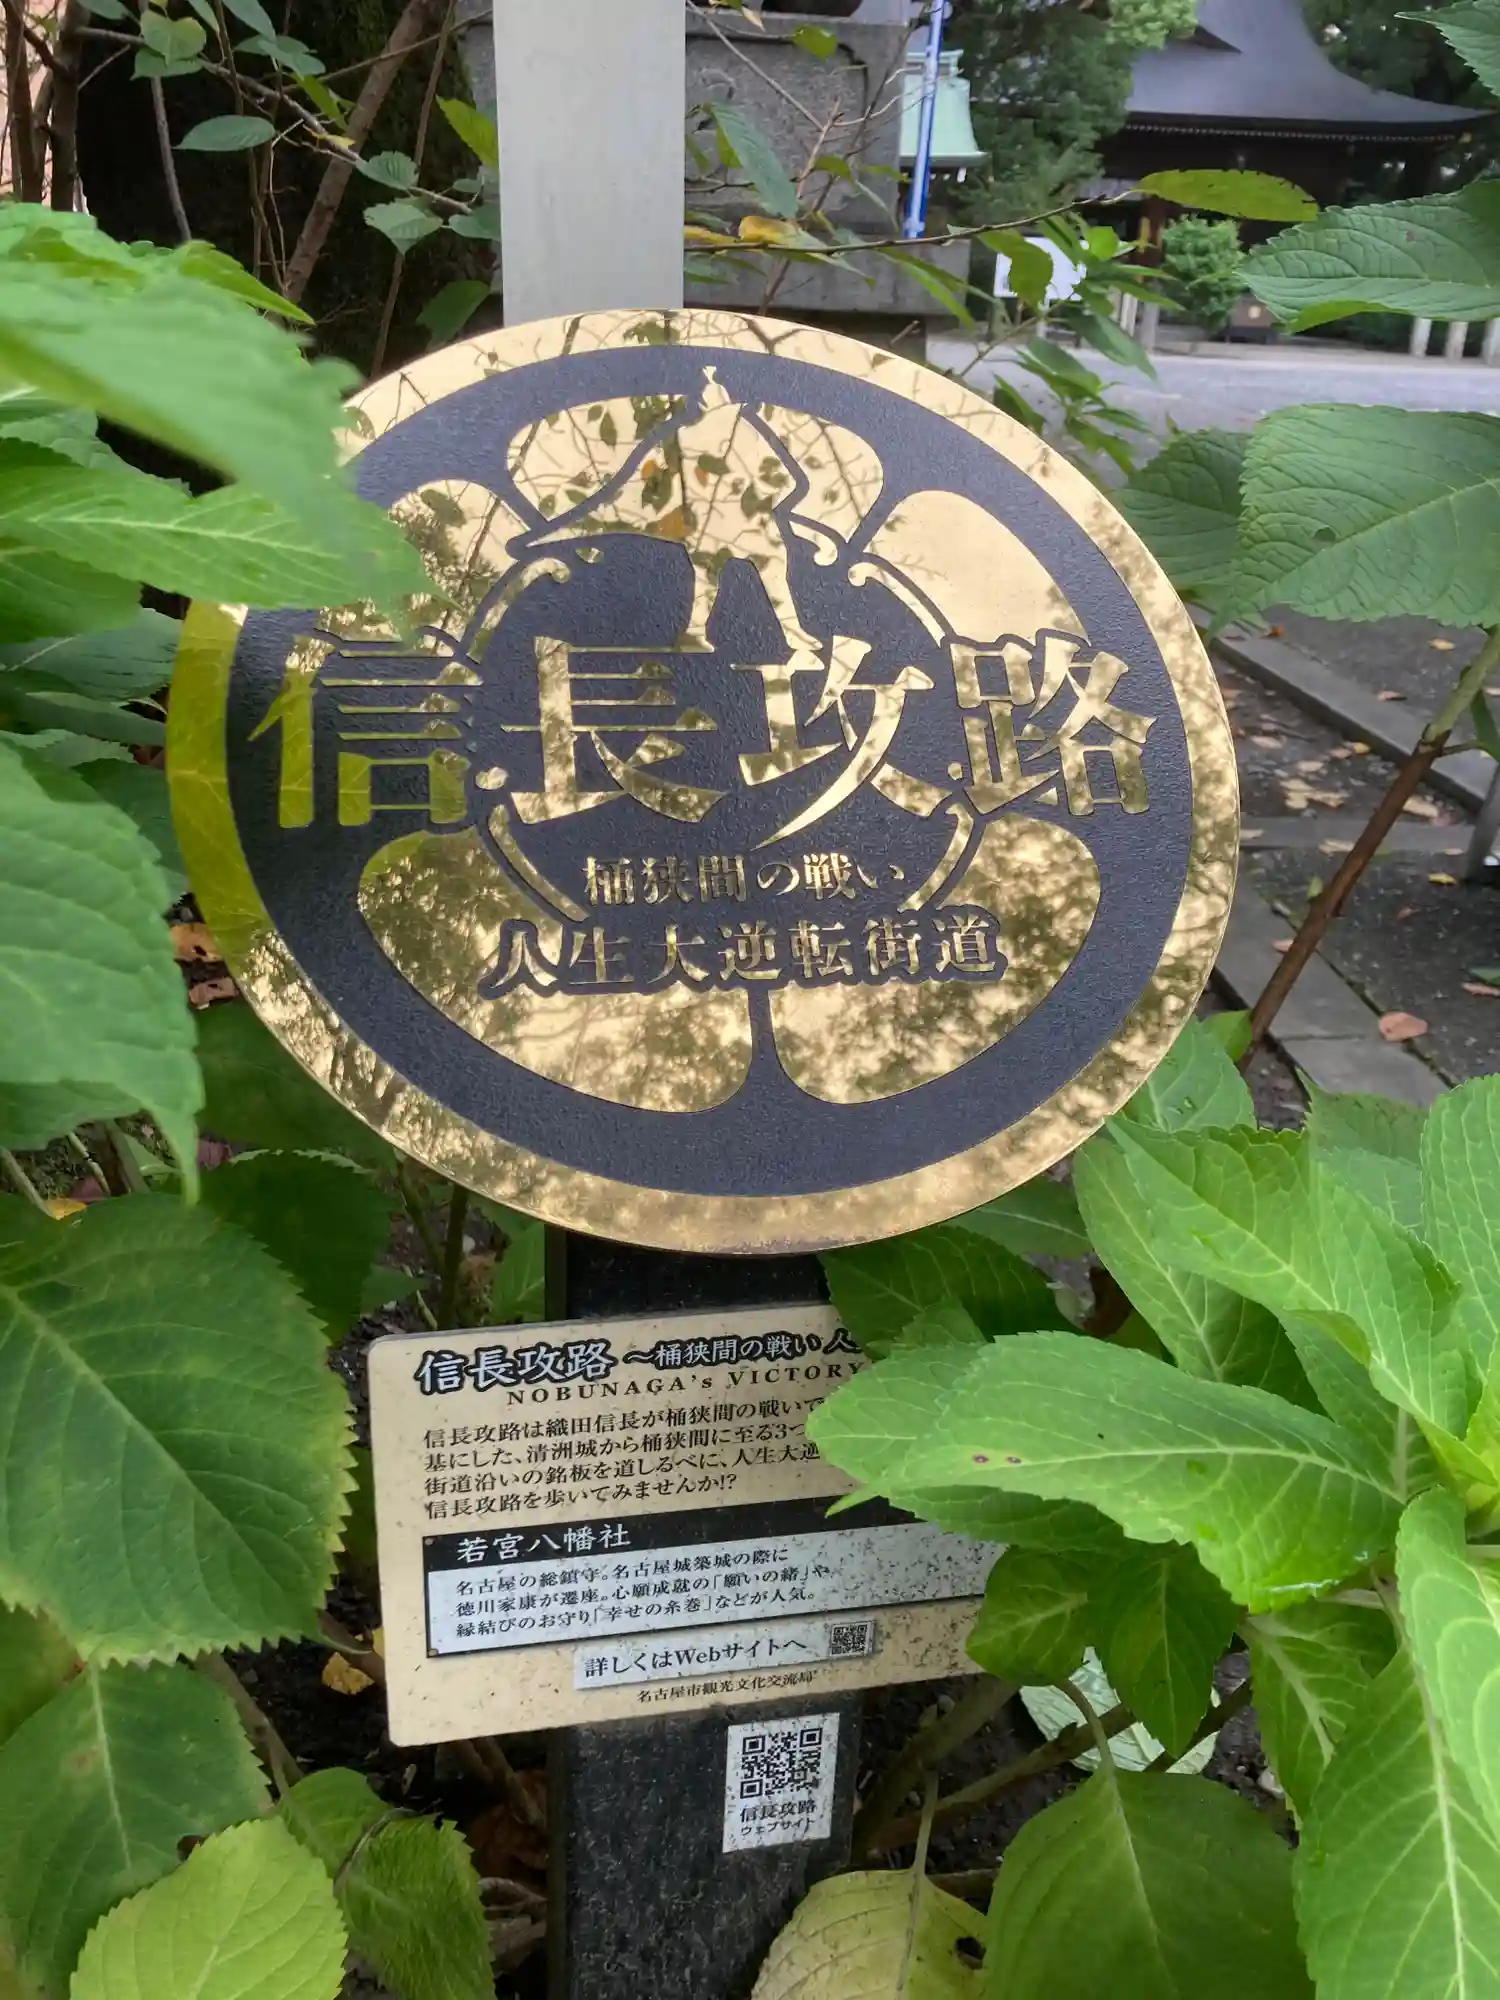 信長攻路
桶狭間の戦い
人生大逆転街道
信長攻路 ～桶狭間の戦い 人
NOBUNAGA's VICTORY
信長攻路は織田信長が桶狭間の戦いで
基にした、清洲城から桶狭間に至る3つ
街道沿いの銘板を道しるべに、人生大逆
信長攻路を歩いてみませんか!?
若宮八幡社
名古屋の総鎮守。名古屋城築城の際に
徳川家康が遷座。心願成就の「願いの緒」や
縁結びのお守り「幸せの糸巻」などが人気。
詳しくはWebサイトへ
名古屋市観光文化交流局
信長攻路
ウェブサイト